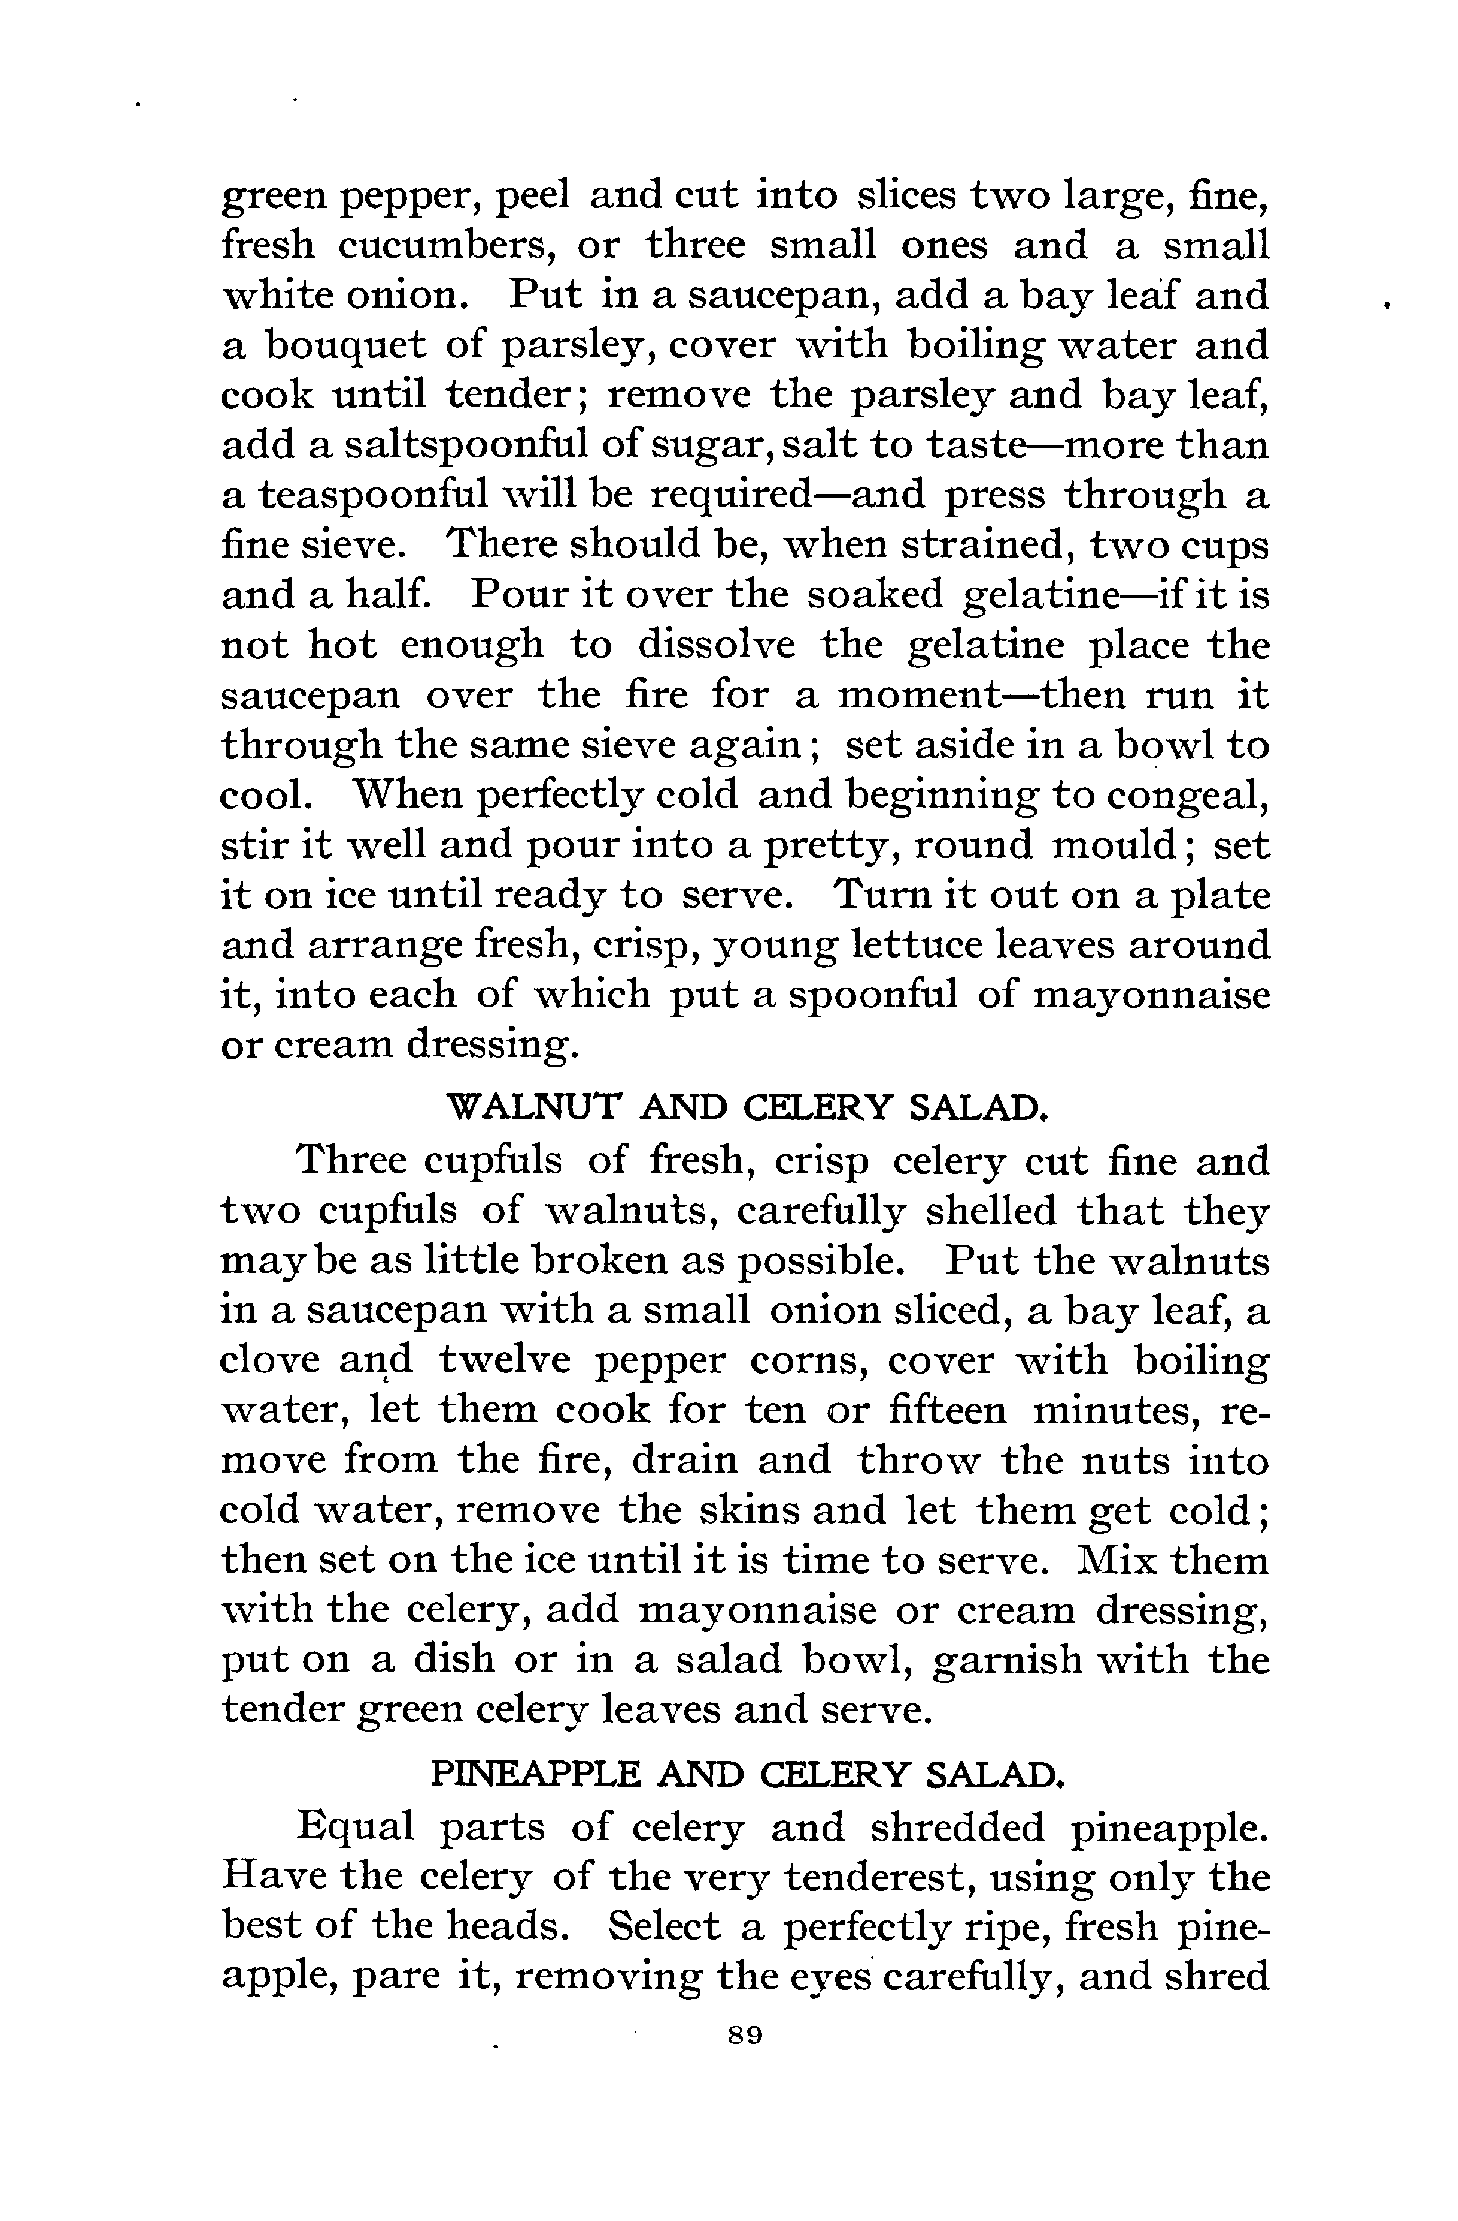 green pepper, peel and cut into slices two large, fine,
fresh cucumbers, or three small ones and a small
white onion. Put in a saucepan, add a bay leaf and
a bouquet of parsley, cover with boiling water and
cook until tender; remove the parsley and bay leaf,
add a saltspoonful of sugar, salt to taste—more than
a teaspoonful will be required—and press through a
fine sieve. There should be, when strained, two cups
and a half. Pour it over the soaked gelatine—if it is
not hot enough to dissolve the gelatine place the
saucepan over the fire for a moment—then run it
through the same sieve again; set aside in a bowl to
cool. When perfectly cold and beginning to congeal,
stir it well and pour into a pretty, round mould; set
it on ice until ready to serve. Turn it out on a plate
and arrange fresh, crisp, young lettuce leaves around
it, into each of which put a spoonful of mayonnaise
or cream dressing.
WALNUT AND CELERY SALAD.
Three cupfuls of fresh, crisp celery cut fine and
two cupfuls of walnuts, carefully shelled that they
may be as little broken as possible. Put the walnuts
in a saucepan with a small onion sliced, a bay leaf, a
clove and twelve pepper corns, cover with boiling
water, let them cook for ten or fifteen minutes, re-
move from the fire, drain and throw the nuts into
cold water, remove the skins and let them get cold;
then set on the ice until it is time to serve. Mix them
with the celery, add mayonnaise or cream dressing,
put on a dish or in a salad bowl, garnish with the
tender green celery leaves and serve.
PINEAPPLE AND CELERY SALAD.
Equal parts of celery and shredded pineapple.
Have the celery of the very tenderest, using only the
best of the heads. Select a perfectly ripe, fresh pine-
apple, pare it, removing the eyes carefully, and shred
89